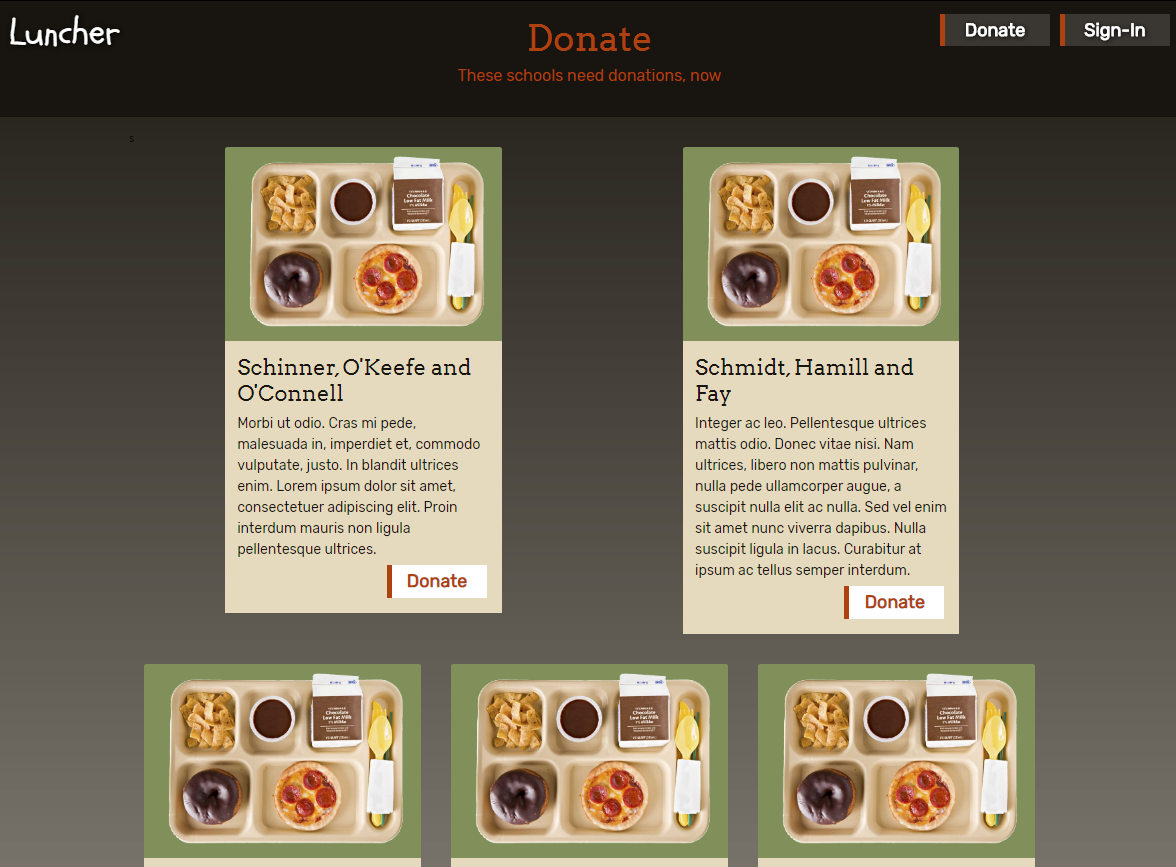 Luncher
Donate
Donate
Sign-In
These schools need donations, now
s
Chocolate
Low Fat Milk
Chocolate
Low Fat Milk
Schinner, O'Keefe and
O'Connell
Morbi ut odio. Cras mi pede,
malesuada in, imperdiet et, commodo
vulputate, justo. In blandit ultrices
enim. Lorem ipsum dolor sit amet,
consectetuer adipiscing elit. Proin
interdum mauris non ligula
pellentesque ultrices.
Donate
Schmidt, Hamill and
Fay
Integer ac leo. Pellentesque ultrices
mattis odio. Donec vitae nisi. Nam
ultrices, libero non mattis pulvinar,
nulla pede ullamcorper augue, a
suscipit nulla elit ac nulla. Sed vel enim
sit amet nunc viverra dapibus. Nulla
suscipit ligula in lacus. Curabitur at
ipsum ac tellus semper interdum.
Donate
Chocolate
Low Fat Milk
Chocolate
Low Fat Milk
Chocolate
Low Fat Milk